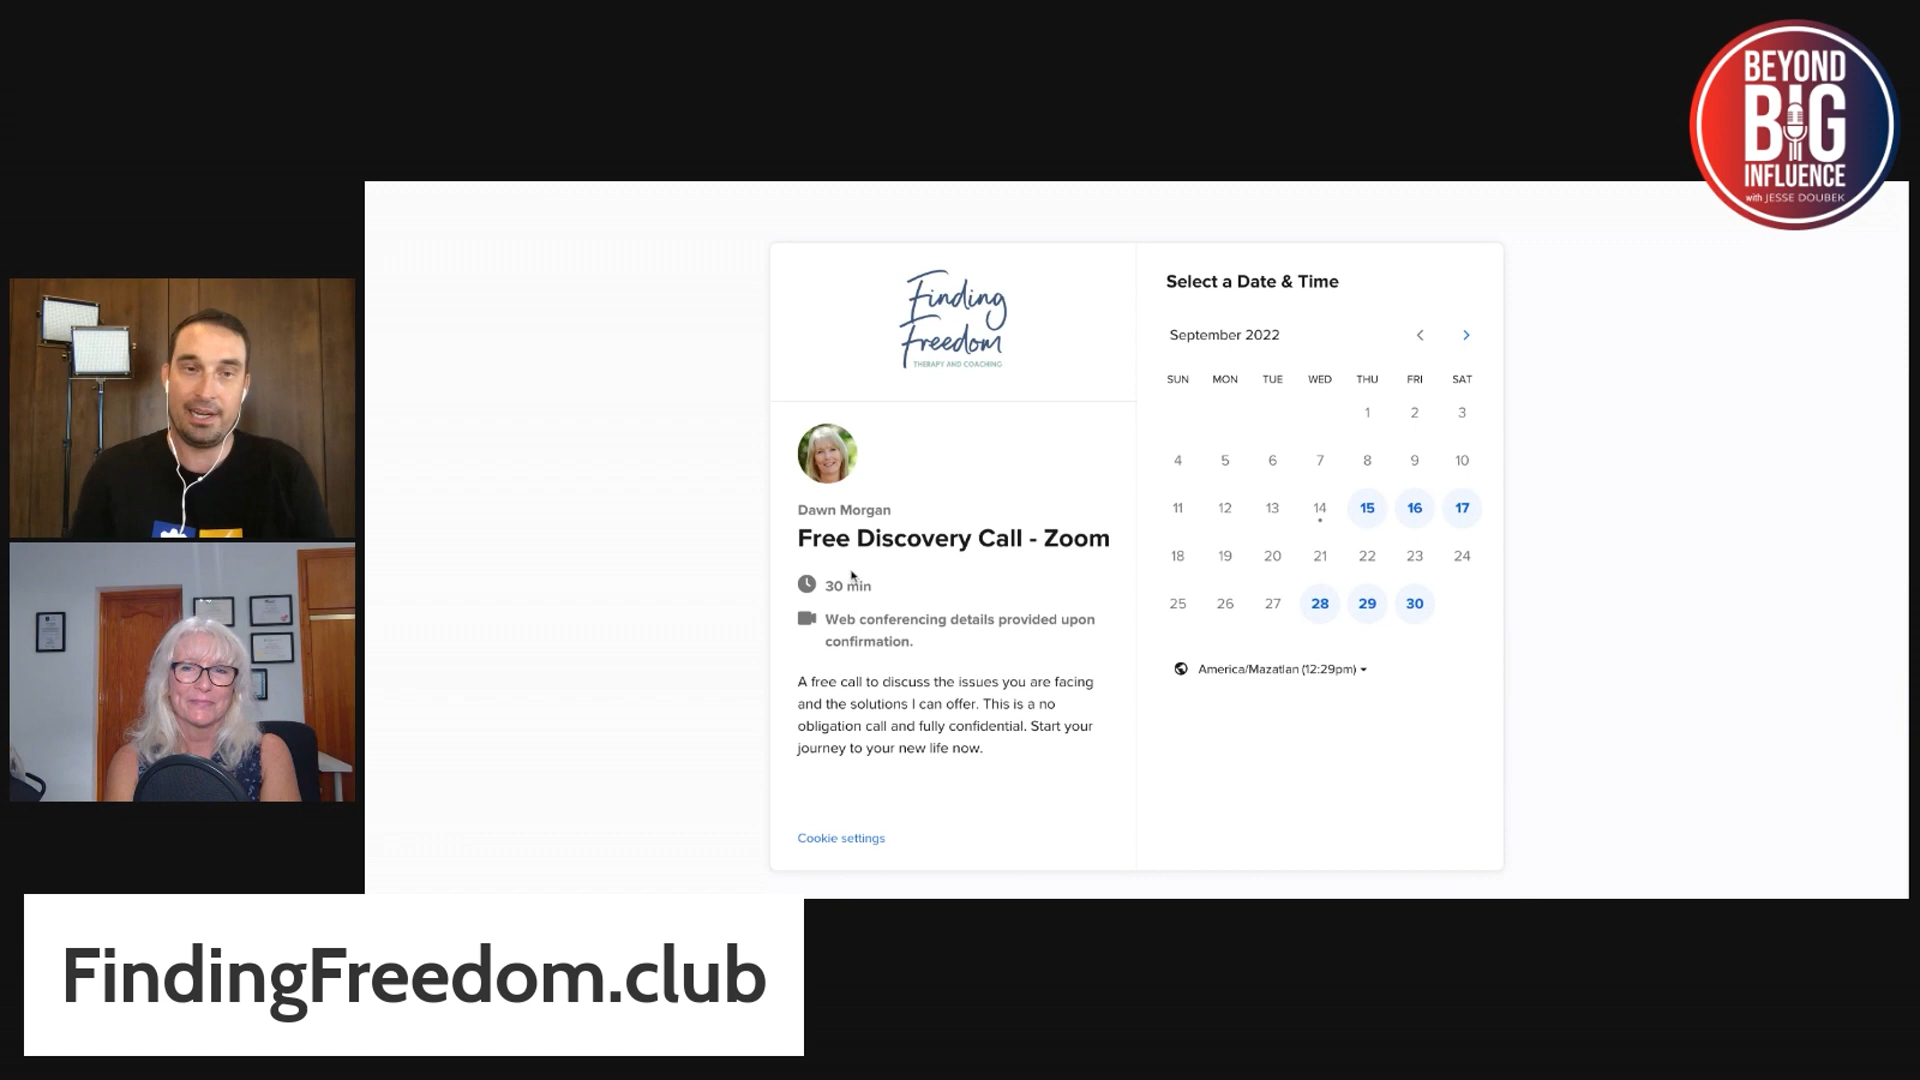 BEYOND
BIG
INFLUENCE
with JESSE DOUBEK
Finding
Freedom
THERAPY AND COACHING
Dawn Morgan
Free Discovery Call - Zoom
30 min
Web conferencing details provided upon
confirmation.
A free call to discuss the issues you are facing
and the solutions I can offer. This is a no
obligation call and fully confidential. Start your
journey to your new life now.
Cookie settings
Select a Date & Time
September 2022
SUN MON TUE WED THU FRI SAT
1 2 3
4 5 6 7 8 9 10
11 12 13 14 15 16 17
18 19 20 21 22 23 24
25 26 27 28 29 30
America/Mazatlan (12:29pm)
FindingFreedom.club